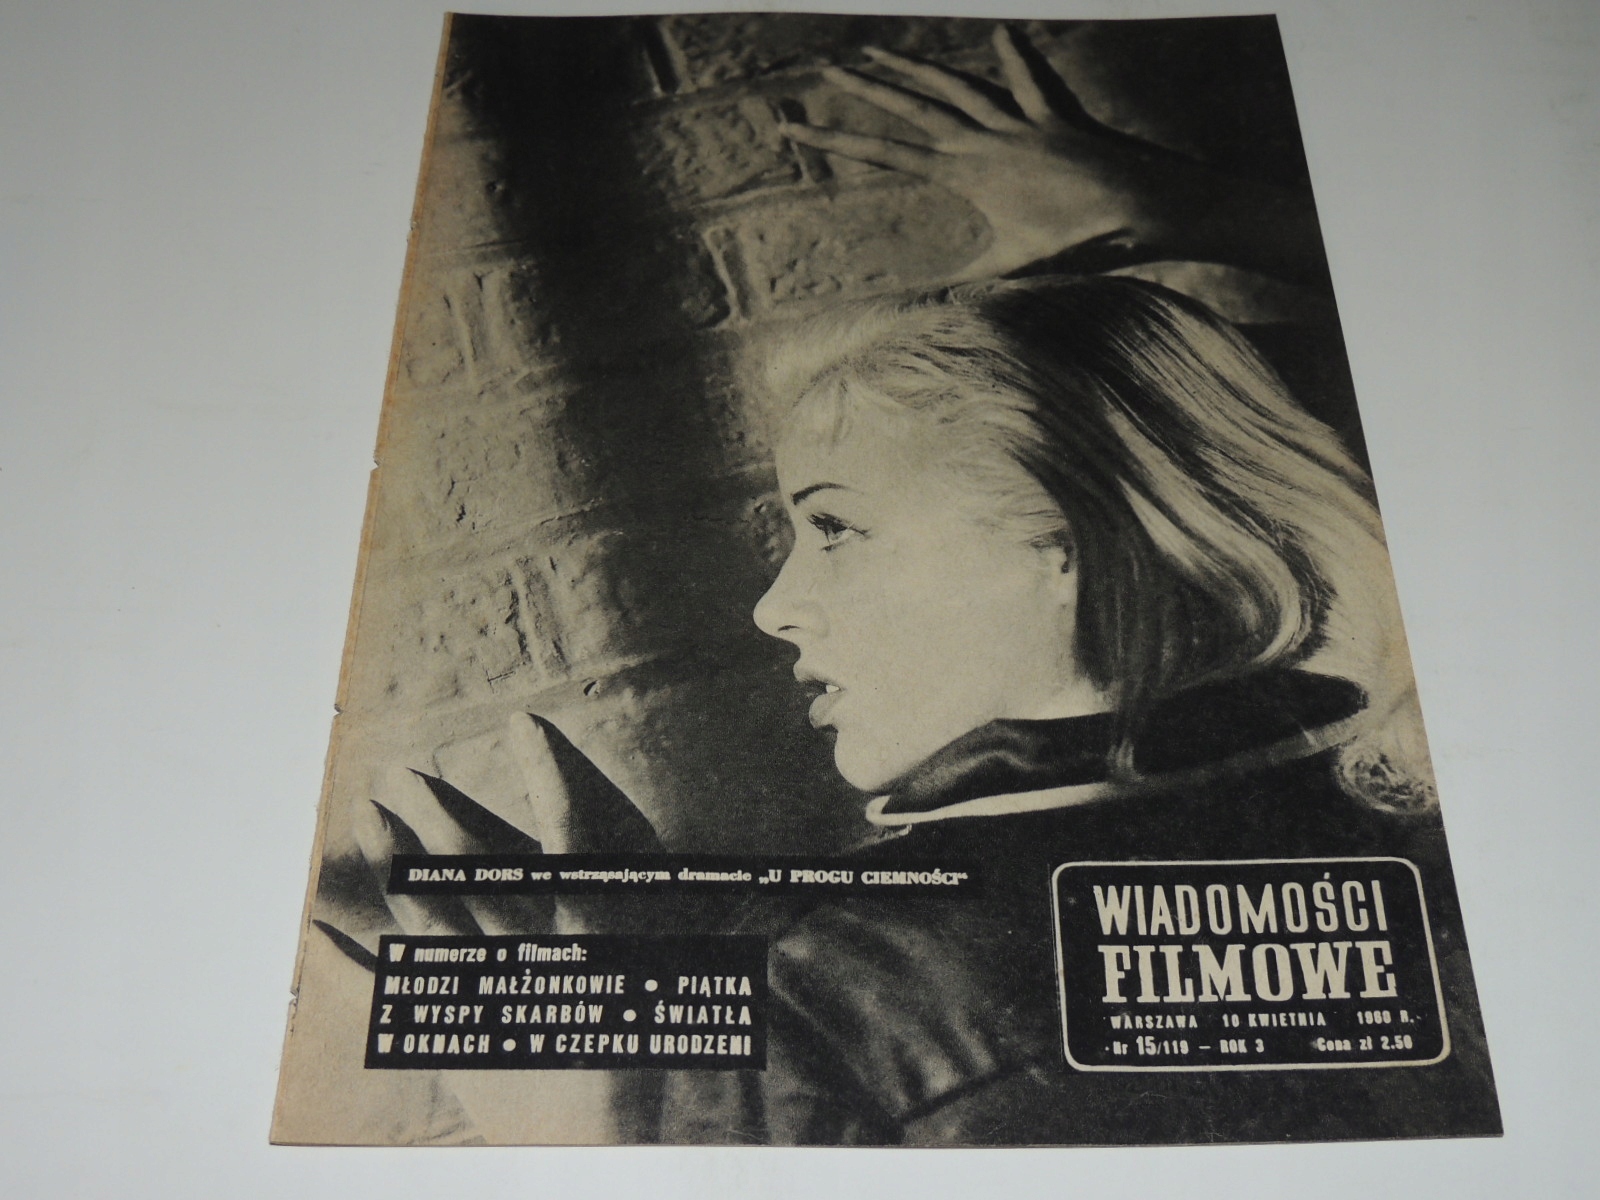 DIANA DORS we wstrząsającym dramacie „U PROGU CIEMNOŚCI"
W numerze o filmach:
MŁODZI MAŁŻONKOWIE • PIĄTKA
Z WYSPY SKARBÓW • ŚWIATŁA
W OKNACH • W CZEPKU URODZENI
WIADOMOŚCI
FILMOWE
WARSZAWA 10 KWIETNIA 1960 R.
Nr 15/119 — ROK 3 Cena zł 2.50